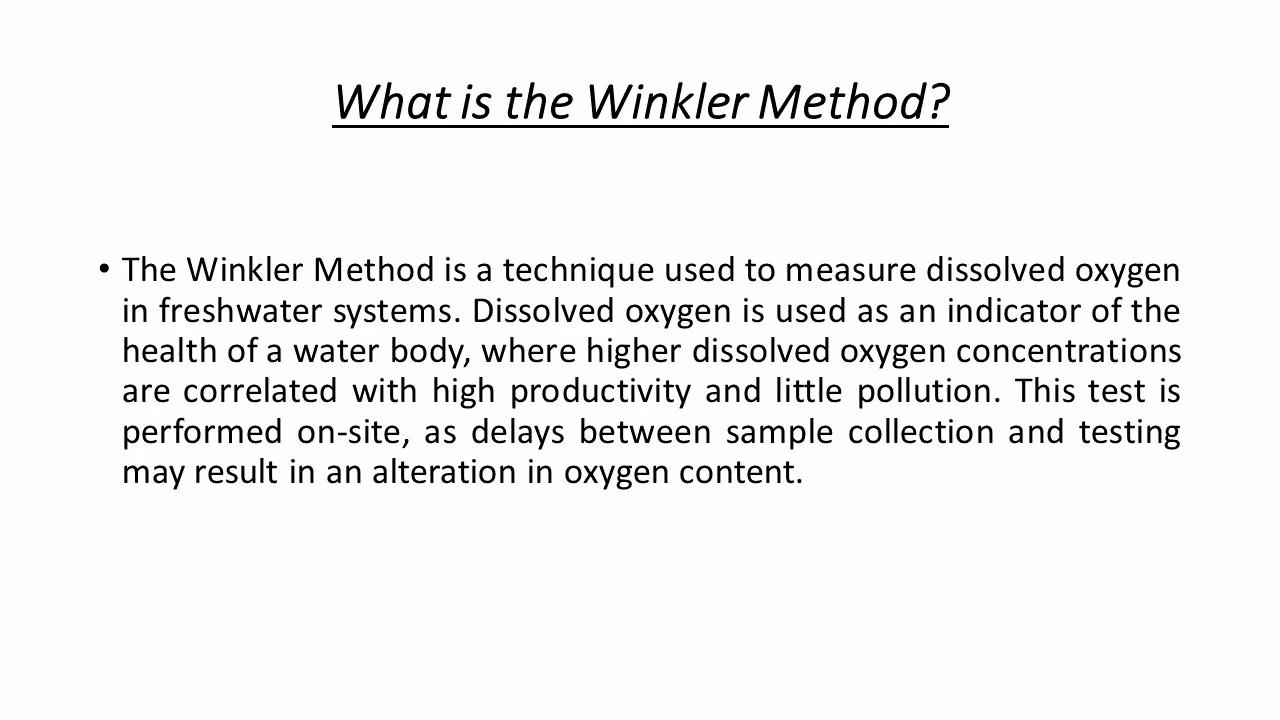 What is the Winkler Method?
• The Winkler Method is a technique used to measure dissolved oxygen
in freshwater systems. Dissolved oxygen is used as an indicator of the
health of a water body, where higher dissolved oxygen concentrations
are correlated with high productivity and little pollution. This test is
performed on-site, as delays between sample collection and testing
may result in an alteration in oxygen content.